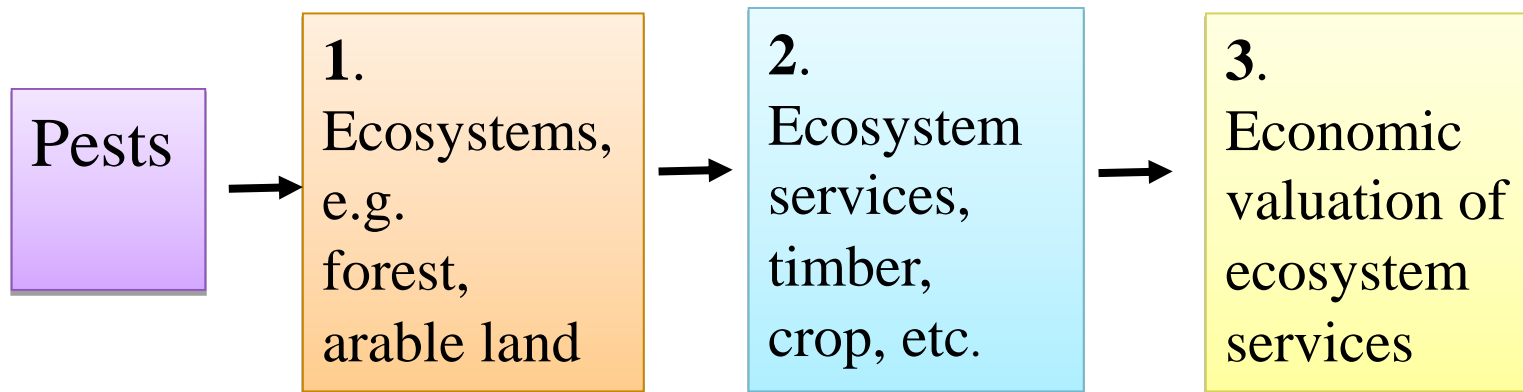 Pests
1.
Ecosystems,
e.g.
forest,
arable land
2.
Ecosystem
services,
timber,
crop, etc.
3.
Economic
valuation of
ecosystem
services